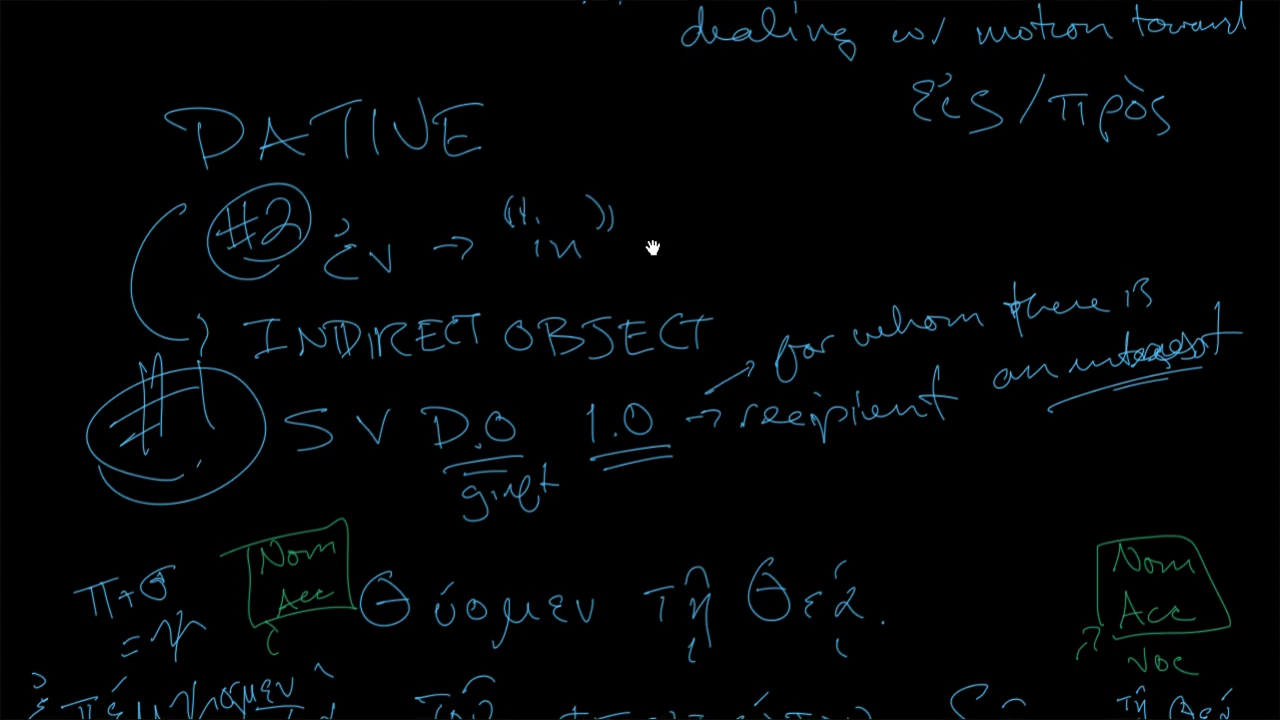 dealing w/ motion toward
εἰς/πρὸς
DATIVE
#2 ἐν → "in"
INDIRECT OBJECT
for whom there is
an interest
#1 S V D.O I.O → recipient
gift
Nom
Acc
Π+σ
=ψ
Θύομεν τῇ Θεᾷ.
Nom
Acc
voc